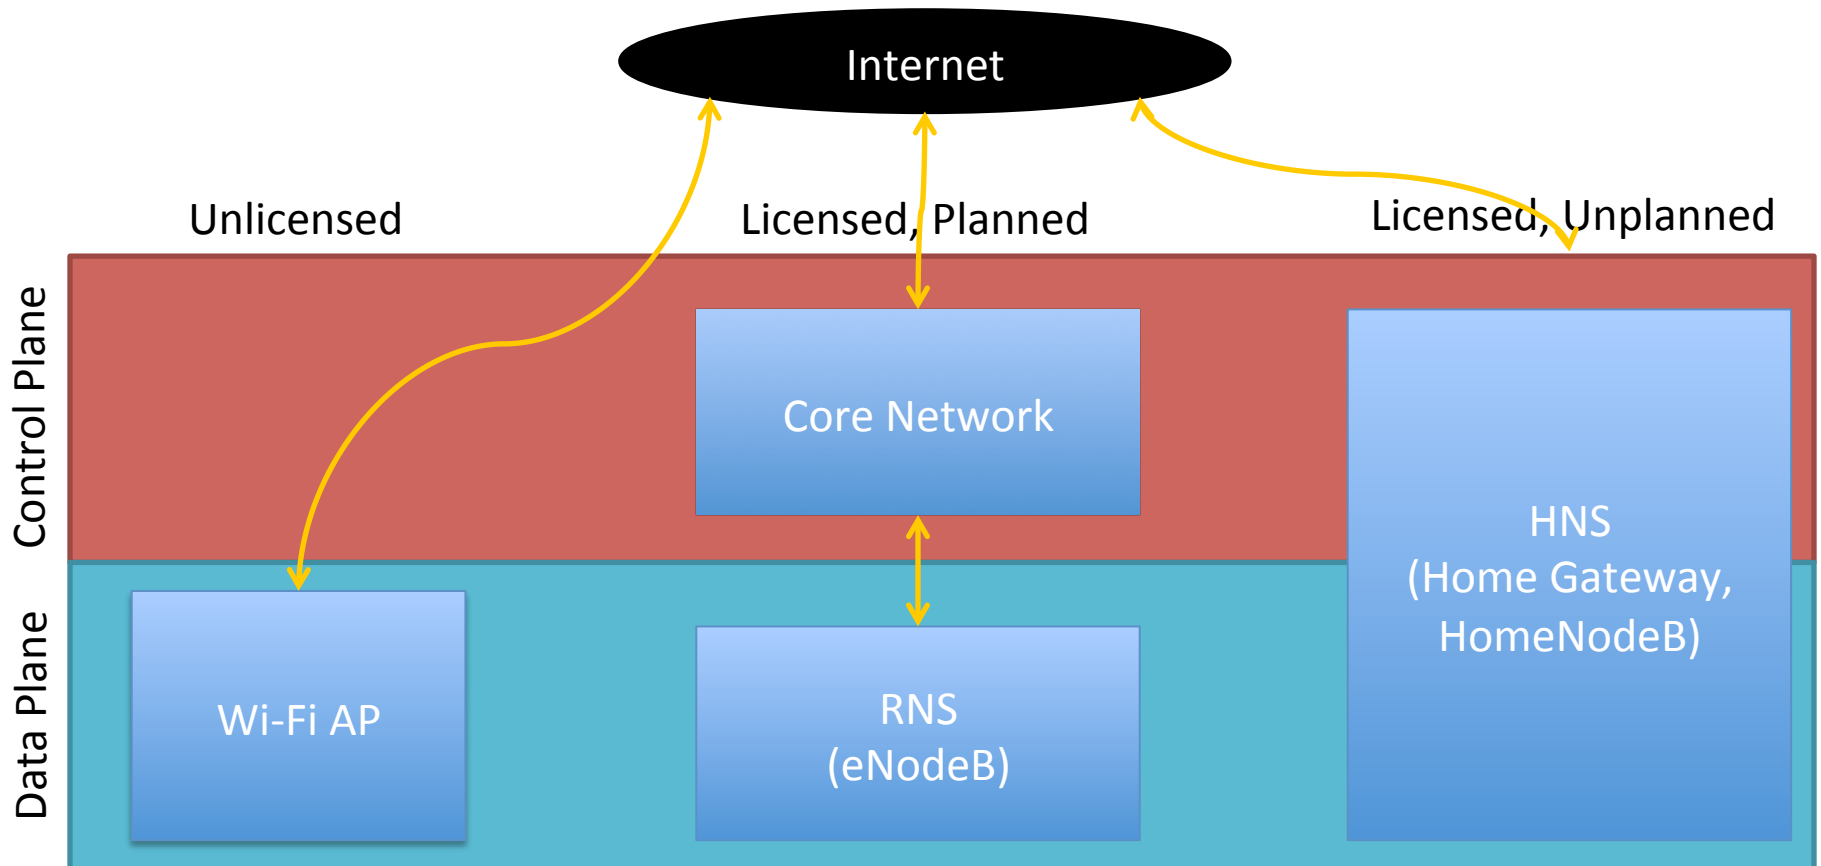 Internet
Unlicensed
Licensed, Planned
Licensed, Unplanned
Control Plane
Core Network
HNS
(Home Gateway,
HomeNodeB)
Data Plane
Wi-Fi AP
RNS
(eNodeB)